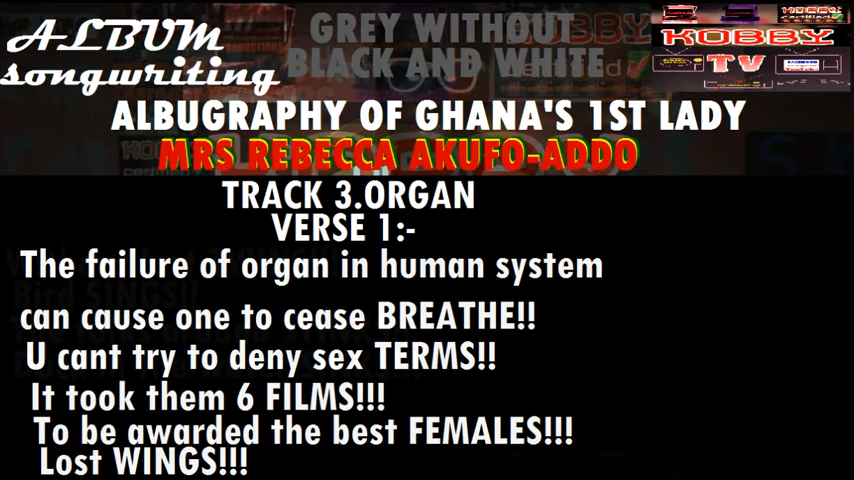 ALBUM
songwriting
GREY WITHOUT
BLACK AND WHITE
KOBBY
TV
ALBUGRAPHY OF GHANA'S 1ST LADY
MRS REBECCA AKUFO-ADDO
TRACK 3.ORGAN
VERSE 1:-
The failure of organ in human system
can cause one to cease BREATHE!!
U cant try to deny sex TERMS!!
It took them 6 FILMS!!!
To be awarded the best FEMALES!!!
Lost WINGS!!!